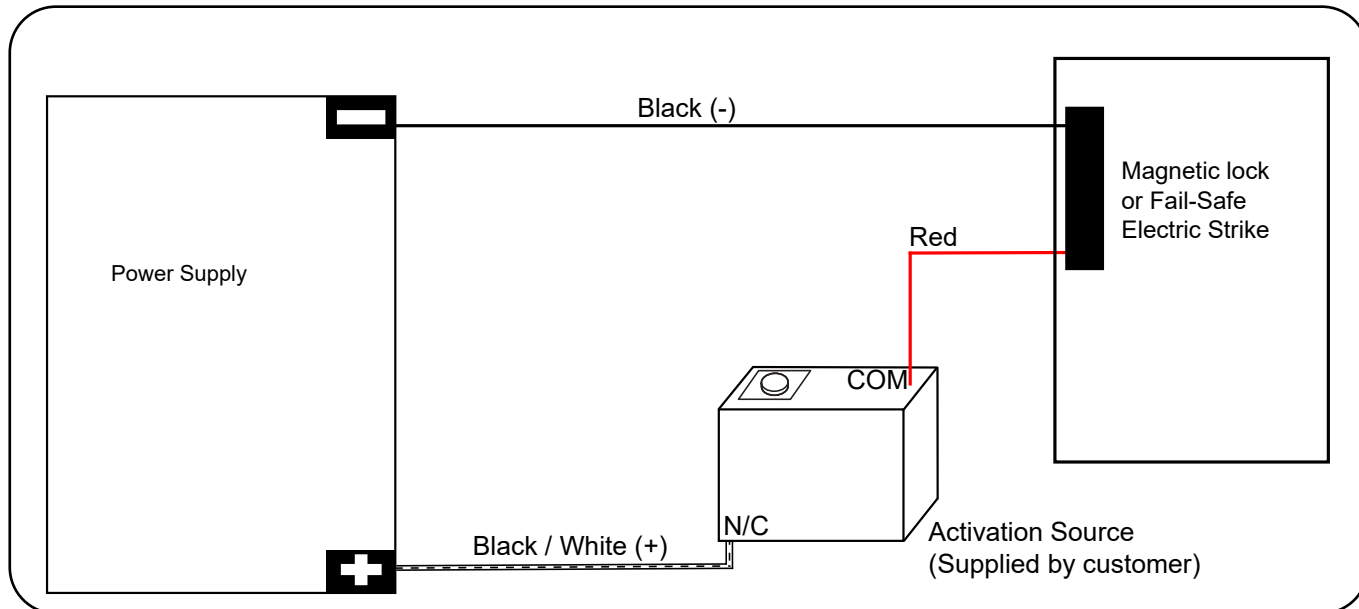 Black (-)
Magnetic lock
or Fail-Safe
Electric Strike
Red
Power Supply
COM
N/C
Black / White (+)
Activation Source
(Supplied by customer)